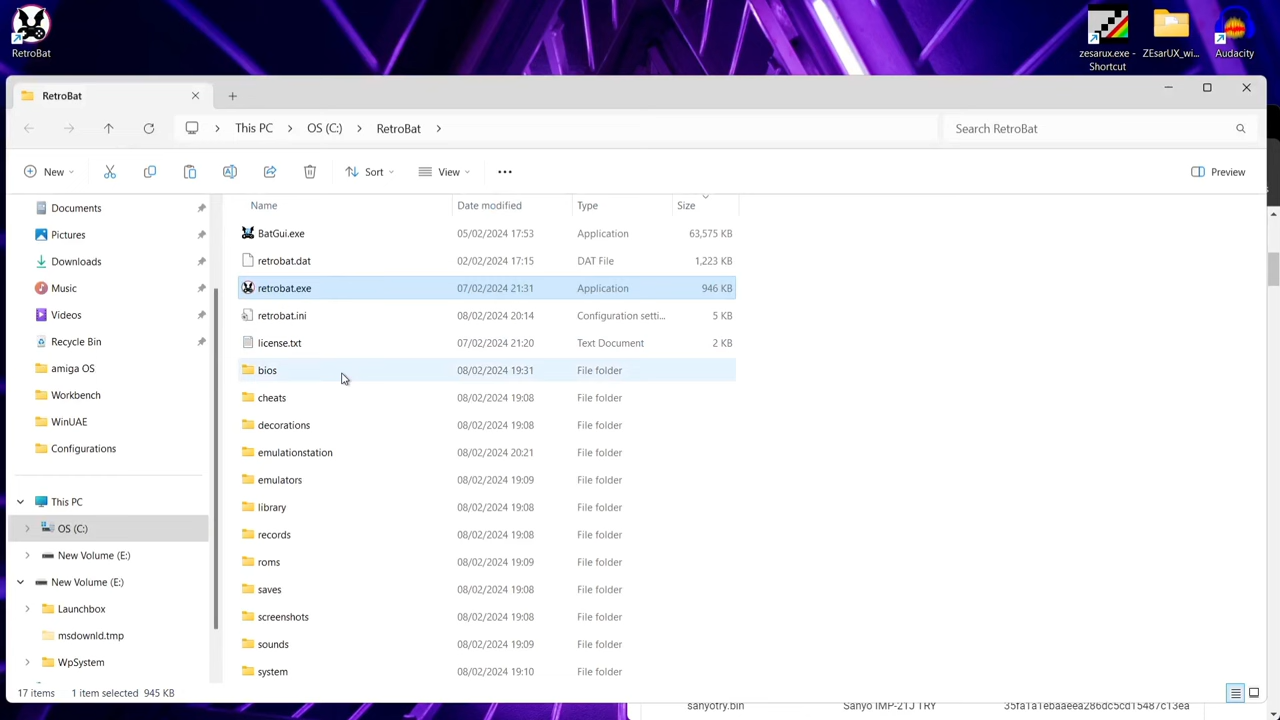 RetroBat
zesarux.exe -
Shortcut
ZEsarUX_wi...
Audacity
RetroBat
This PC
OS (C:)
RetroBat
Search RetroBat
New
Sort
View
Preview
Documents
Pictures
Downloads
Music
Videos
Recycle Bin
amiga OS
Workbench
WinUAE
Configurations
This PC
OS (C:)
New Volume (E:)
New Volume (E:)
Launchbox
msdownld.tmp
WpSystem
Name Date modified Type Size
BatGui.exe 05/02/2024 17:53 Application 63,575 KB
retrobat.dat 02/02/2024 17:15 DAT File 1,223 KB
retrobat.exe 07/02/2024 21:31 Application 946 KB
retrobat.ini 08/02/2024 20:14 Configuration setti... 5 KB
license.txt 07/02/2024 21:20 Text Document 2 KB
bios 08/02/2024 19:31 File folder
cheats 08/02/2024 19:08 File folder
decorations 08/02/2024 19:08 File folder
emulationstation 08/02/2024 20:21 File folder
emulators 08/02/2024 19:09 File folder
library 08/02/2024 19:08 File folder
records 08/02/2024 19:08 File folder
roms 08/02/2024 19:09 File folder
saves 08/02/2024 19:08 File folder
screenshots 08/02/2024 19:08 File folder
sounds 08/02/2024 19:09 File folder
system 08/02/2024 19:10 File folder
17 items 1 item selected 945 KB
sanyotry.bin Sanyo IMP-21J TRY 35fa1a1ebaaeea286dc5cd15487c13ea